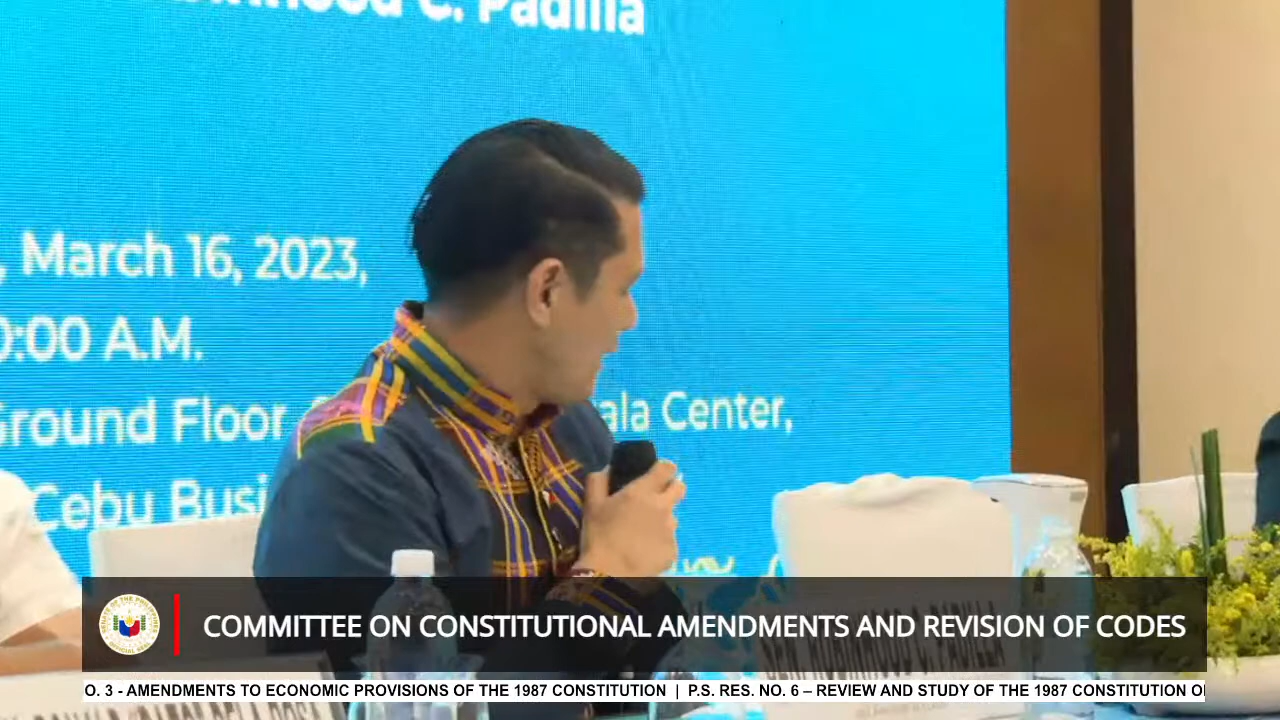 C. Padilla
, March 16, 2023,
0:00 A.M.
Ground Floor, ala Center,
Cebu Busi
COMMITTEE ON CONSTITUTIONAL AMENDMENTS AND REVISION OF CODES
O. 3 - AMENDMENTS TO ECONOMIC PROVISIONS OF THE 1987 CONSTITUTION | P.S. RES. NO. 6 – REVIEW AND STUDY OF THE 1987 CONSTITUTION O